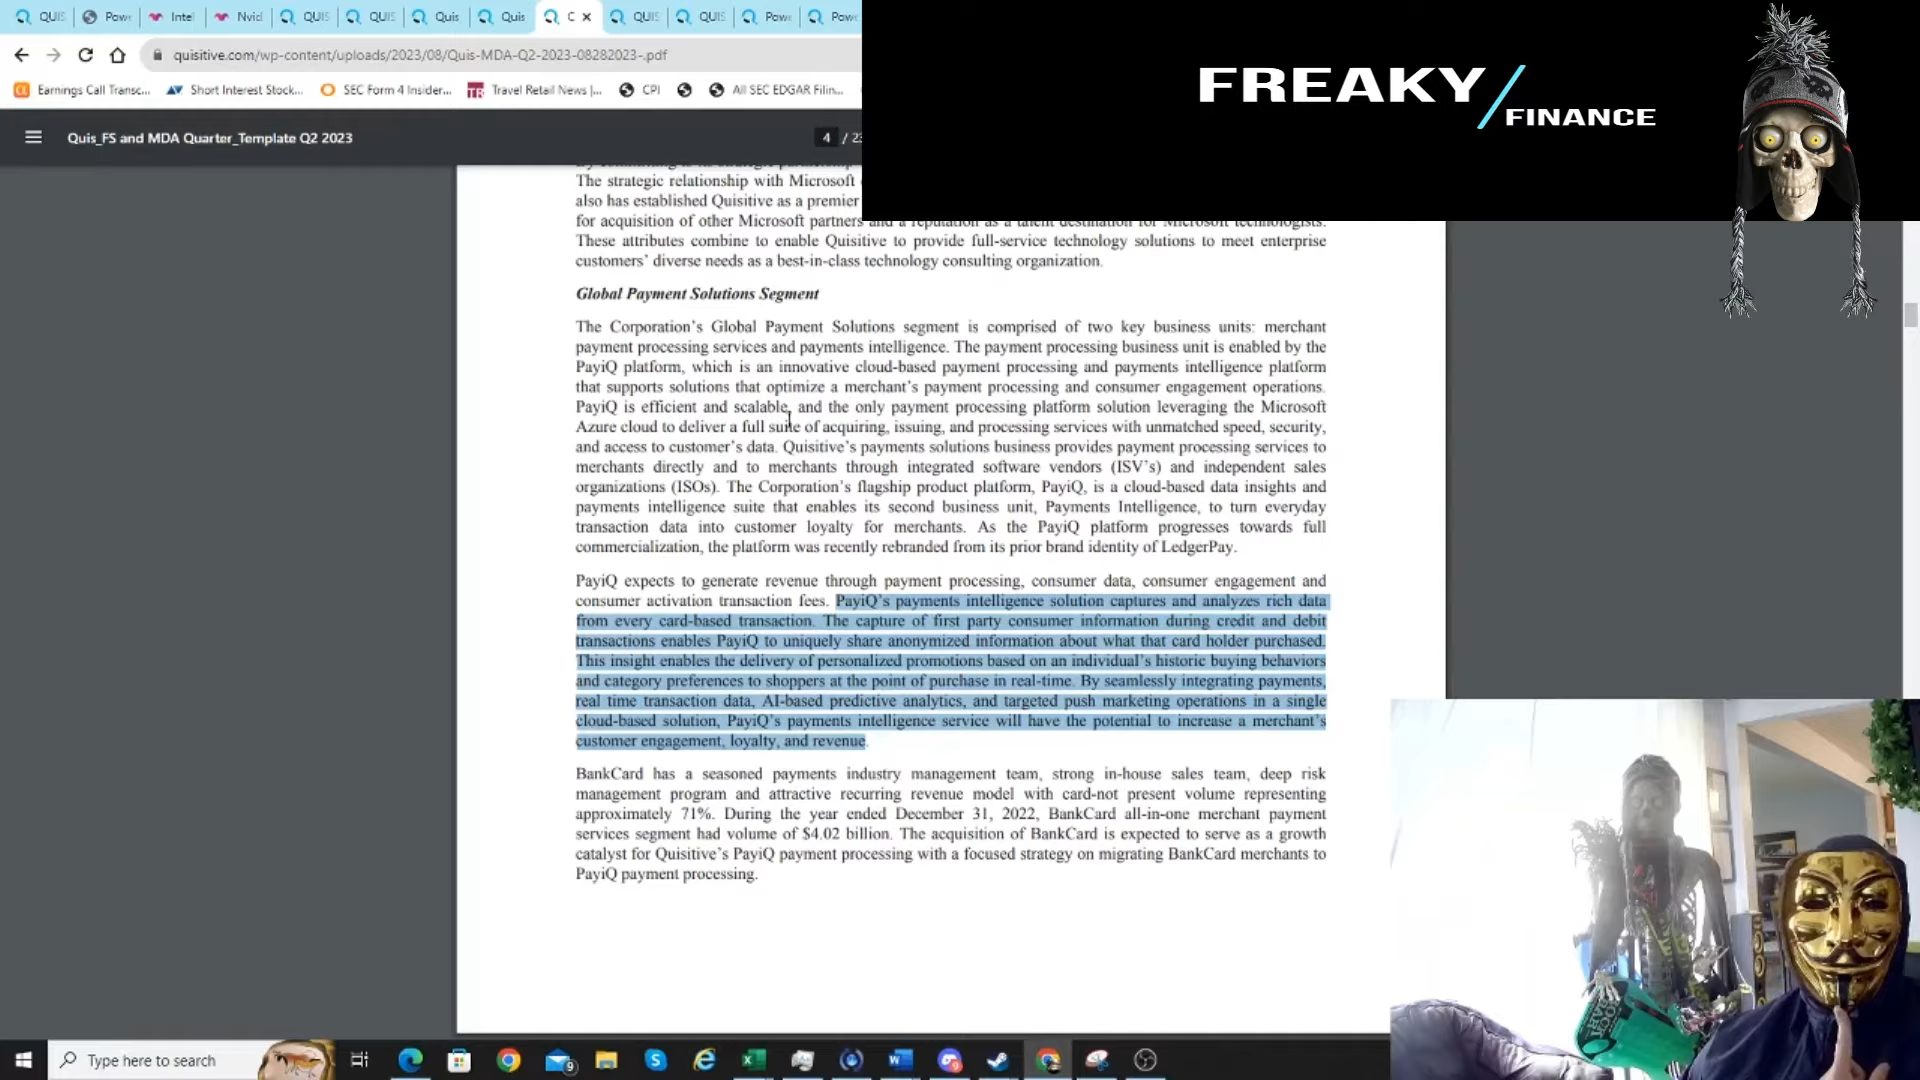 QUIS
Powe
Intel
Nvid
QUIS
QUIS
Quis
Quis
C
QUIS
QUIS
Powe
Powe
quisitive.com/wp-content/uploads/2023/08/Quis-MDA-Q2-2023-08282023-.pdf
Earnings Call Transc...
Short Interest Stock...
SEC Form 4 Insider...
TR
Travel Retail News |...
CPI
All SEC EDGAR Filin...
FREAKY/
FINANCE
Quis_FS and MDA Quarter_Template Q2 2023
4 / 23
The strategic relationship with Microsoft
also has established Quisitive as a premier
for acquisition of other Microsoft partners and a reputation as a talent destination for Microsoft technologists.
These attributes combine to enable Quisitive to provide full-service technology solutions to meet enterprise
customers' diverse needs as a best-in-class technology consulting organization.
Global Payment Solutions Segment
The Corporation's Global Payment Solutions segment is comprised of two key business units: merchant
payment processing services and payments intelligence. The payment processing business unit is enabled by the
PayiQ platform, which is an innovative cloud-based payment processing and payments intelligence platform
that supports solutions that optimize a merchant's payment processing and consumer engagement operations.
PayiQ is efficient and scalable, and the only payment processing platform solution leveraging the Microsoft
Azure cloud to deliver a full suite of acquiring, issuing, and processing services with unmatched speed, security,
and access to customer's data. Quisitive's payments solutions business provides payment processing services to
merchants directly and to merchants through integrated software vendors (ISV's) and independent sales
organizations (ISOs). The Corporation's flagship product platform, PayiQ, is a cloud-based data insights and
payments intelligence suite that enables its second business unit, Payments Intelligence, to turn everyday
transaction data into customer loyalty for merchants. As the PayiQ platform progresses towards full
commercialization, the platform was recently rebranded from its prior brand identity of LedgerPay.
PayiQ expects to generate revenue through payment processing, consumer data, consumer engagement and
consumer activation transaction fees. PayiQ's payments intelligence solution captures and analyzes rich data
from every card-based transaction. The capture of first party consumer information during credit and debit
transactions enables PayiQ to uniquely share anonymized information about what that card holder purchased.
This insight enables the delivery of personalized promotions based on an individual's historic buying behaviors
and category preferences to shoppers at the point of purchase in real-time. By seamlessly integrating payments,
real time transaction data, AI-based predictive analytics, and targeted push marketing operations in a single
cloud-based solution, PayiQ's payments intelligence service will have the potential to increase a merchant's
customer engagement, loyalty, and revenue.
BankCard has a seasoned payments industry management team, strong in-house sales team, deep risk
management program and attractive recurring revenue model with card-not present volume representing
approximately 71%. During the year ended December 31, 2022, BankCard all-in-one merchant payment
services segment had volume of $4.02 billion. The acquisition of BankCard is expected to serve as a growth
catalyst for Quisitive's PayiQ payment processing with a focused strategy on migrating BankCard merchants to
PayiQ payment processing.
Type here to search
9